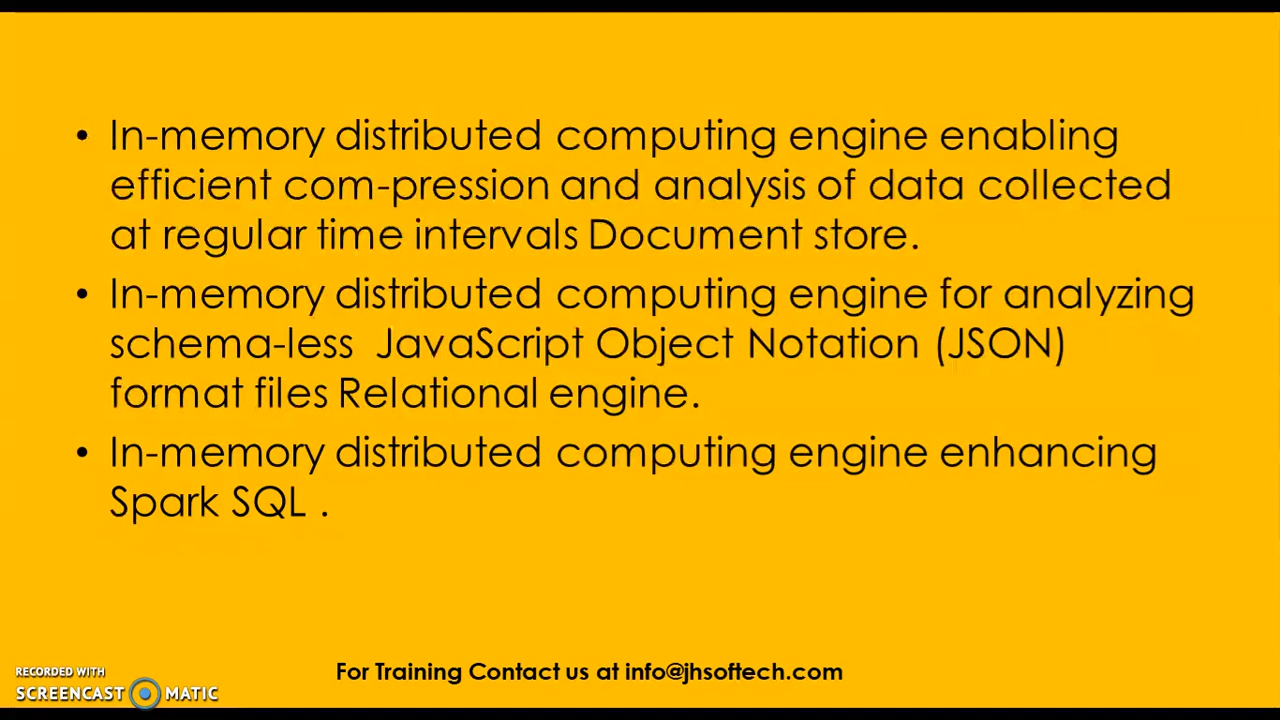 • In-memory distributed computing engine enabling
efficient com-pression and analysis of data collected
at regular time intervals Document store.
• In-memory distributed computing engine for analyzing
schema-less  JavaScript Object Notation (JSON)
format files Relational engine.
• In-memory distributed computing engine enhancing
Spark SQL .
For Training Contact us at info@jhsoftech.com
RECORDED WITH
SCREENCAST MATIC